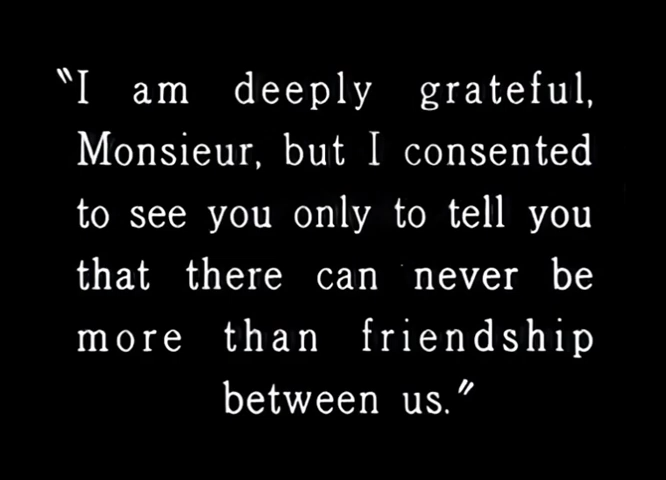 "I am deeply grateful,
Monsieur, but I consented
to see you only to tell you
that there can never be
more than friendship
between us."